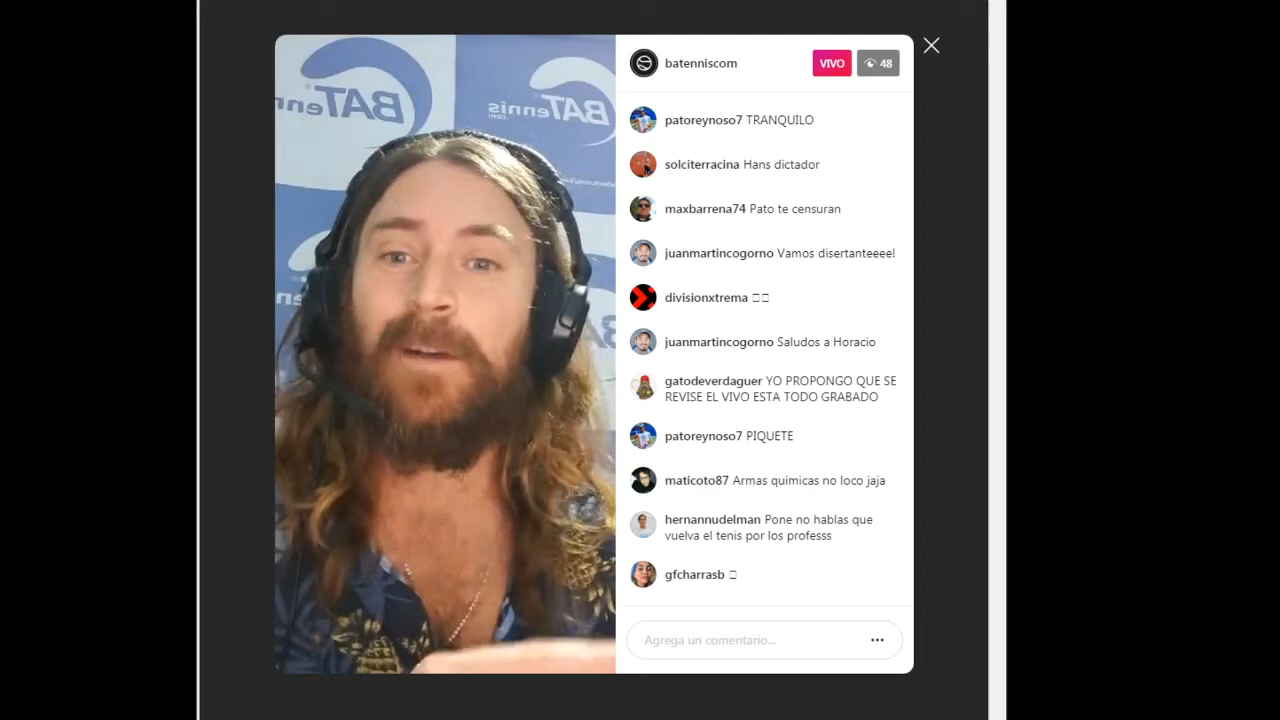 BATennis
BATennis
.com
batenniscom
VIVO
48
patoreynoso7 TRANQUILO
solciterracina Hans dictador
maxbarrena74 Pato te censuran
juanmartincogorno Vamos disertanteeee!
divisionxtrema
juanmartincogorno Saludos a Horacio
gatodeverdaguer YO PROPONGO QUE SE
REVISE EL VIVO ESTA TODO GRABADO
patoreynoso7 PIQUETE
maticoto87 Armas quimicas no loco jaja
hernannudelman Pone no hablas que
vuelva el tenis por los professs
gfcharrasb
Agrega un comentario...